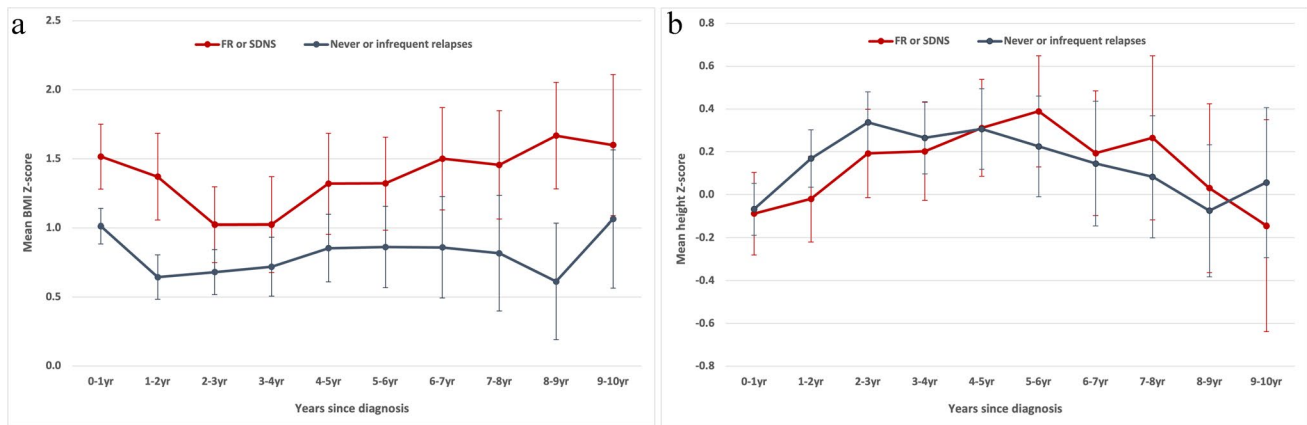 a
FR or SDNS
Never or infrequent relapses
2.5
2.0
1.5
1.0
0.5
0.0
Mean BMI Z-score
0-1yr 1-2yr 2-3yr 3-4yr 4-5yr 5-6yr 6-7yr 7-8yr 8-9yr 9-10yr
Years since diagnosis
b
FR or SDNS
Never or infrequent relapses
0.8
0.6
0.4
0.2
0.0
-0.2
-0.4
-0.6
-0.8
Mean height Z-score
0-1yr 1-2yr 2-3yr 3-4yr 4-5yr 5-6yr 6-7yr 7-8yr 8-9yr 9-10yr
Years since diagnosis